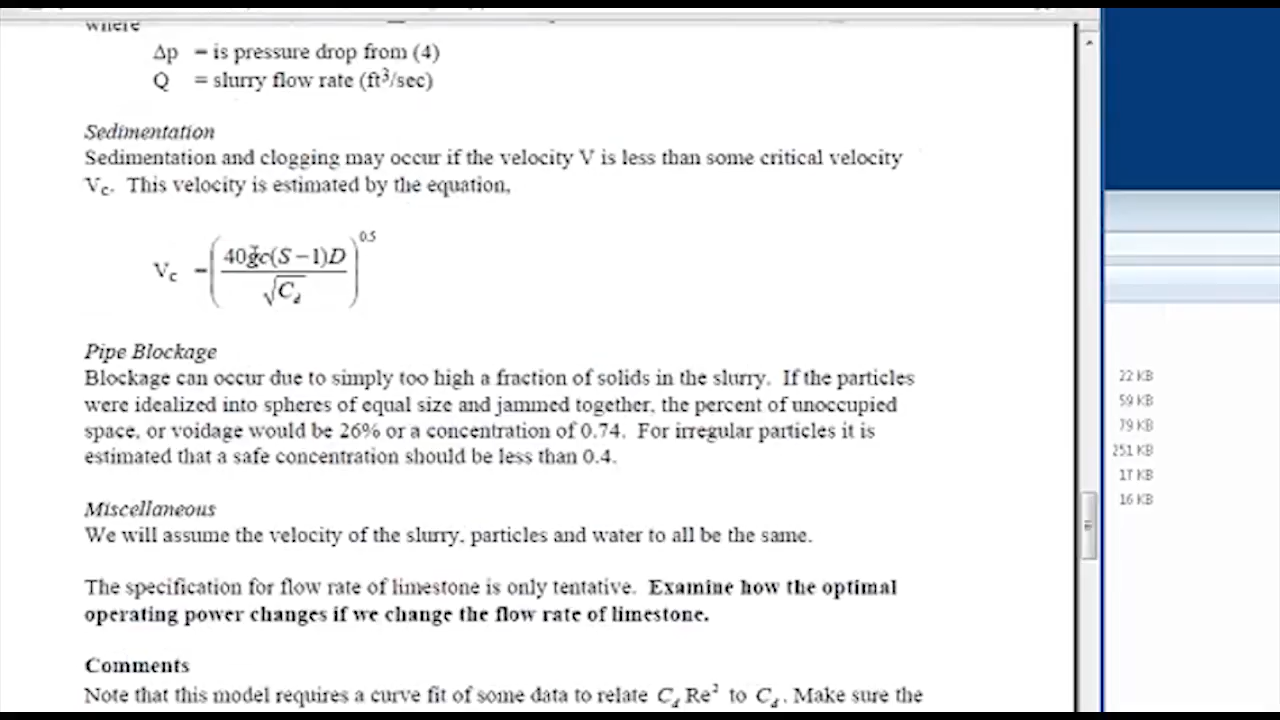 where
Δp = is pressure drop from (4)
Q = slurry flow rate (ft³/sec)
Sedimentation
Sedimentation and clogging may occur if the velocity V is less than some critical velocity
Vc. This velocity is estimated by the equation,
Vc = (40gc(S−1)D / √Cd)^0.5
Pipe Blockage
Blockage can occur due to simply too high a fraction of solids in the slurry. If the particles
were idealized into spheres of equal size and jammed together, the percent of unoccupied
space, or voidage would be 26% or a concentration of 0.74. For irregular particles it is
estimated that a safe concentration should be less than 0.4.
Miscellaneous
We will assume the velocity of the slurry, particles and water to all be the same.
The specification for flow rate of limestone is only tentative. Examine how the optimal
operating power changes if we change the flow rate of limestone.
Comments
Note that this model requires a curve fit of some data to relate Cd Re² to Cd. Make sure the
22 KB
59 KB
79 KB
251 KB
17 KB
16 KB